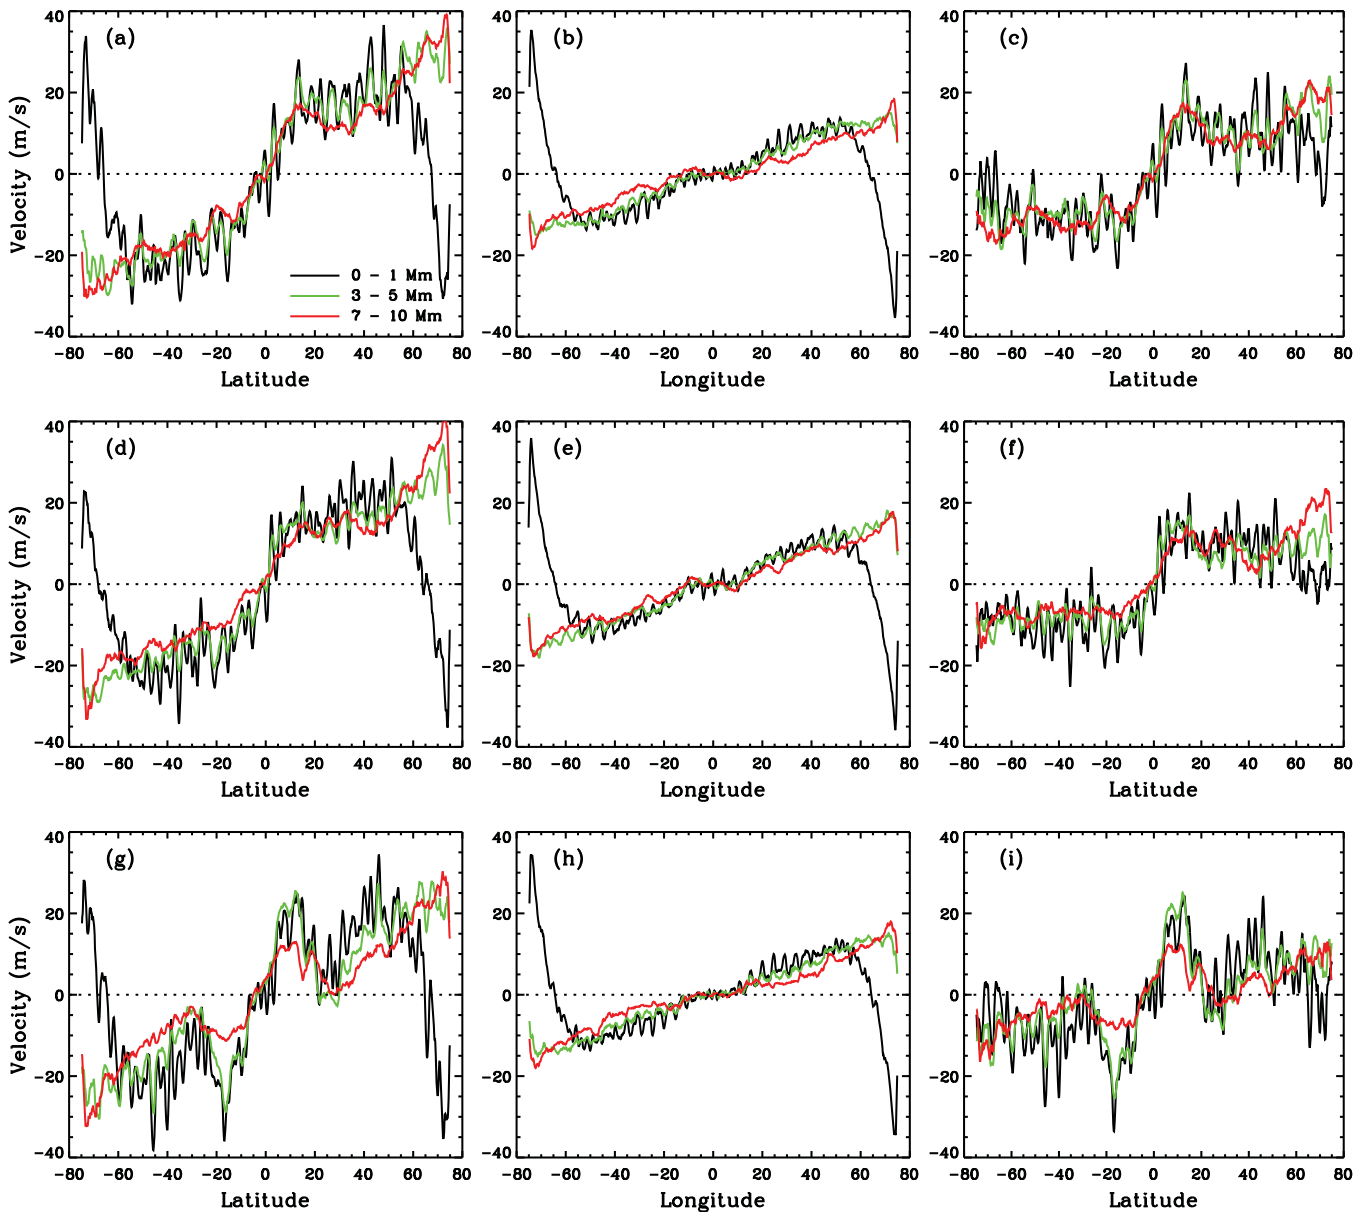 40 (a) 40 (b) 40 (c)
20 20 20
0 0 0
-20 -20 -20
-40 -40 -40
Velocity (m/s)
0 - 1 Mm
3 - 5 Mm
7 - 10 Mm
-80 -60 -40 -20 0 20 40 60 80 -80 -60 -40 -20 0 20 40 60 80 -80 -60 -40 -20 0 20 40 60 80
Latitude Longitude Latitude
40 (d) 40 (e) 40 (f)
20 20 20
0 0 0
-20 -20 -20
-40 -40 -40
Velocity (m/s)
-80 -60 -40 -20 0 20 40 60 80 -80 -60 -40 -20 0 20 40 60 80 -80 -60 -40 -20 0 20 40 60 80
Latitude Longitude Latitude
40 (g) 40 (h) 40 (i)
20 20 20
0 0 0
-20 -20 -20
-40 -40 -40
Velocity (m/s)
-80 -60 -40 -20 0 20 40 60 80 -80 -60 -40 -20 0 20 40 60 80 -80 -60 -40 -20 0 20 40 60 80
Latitude Longitude Latitude